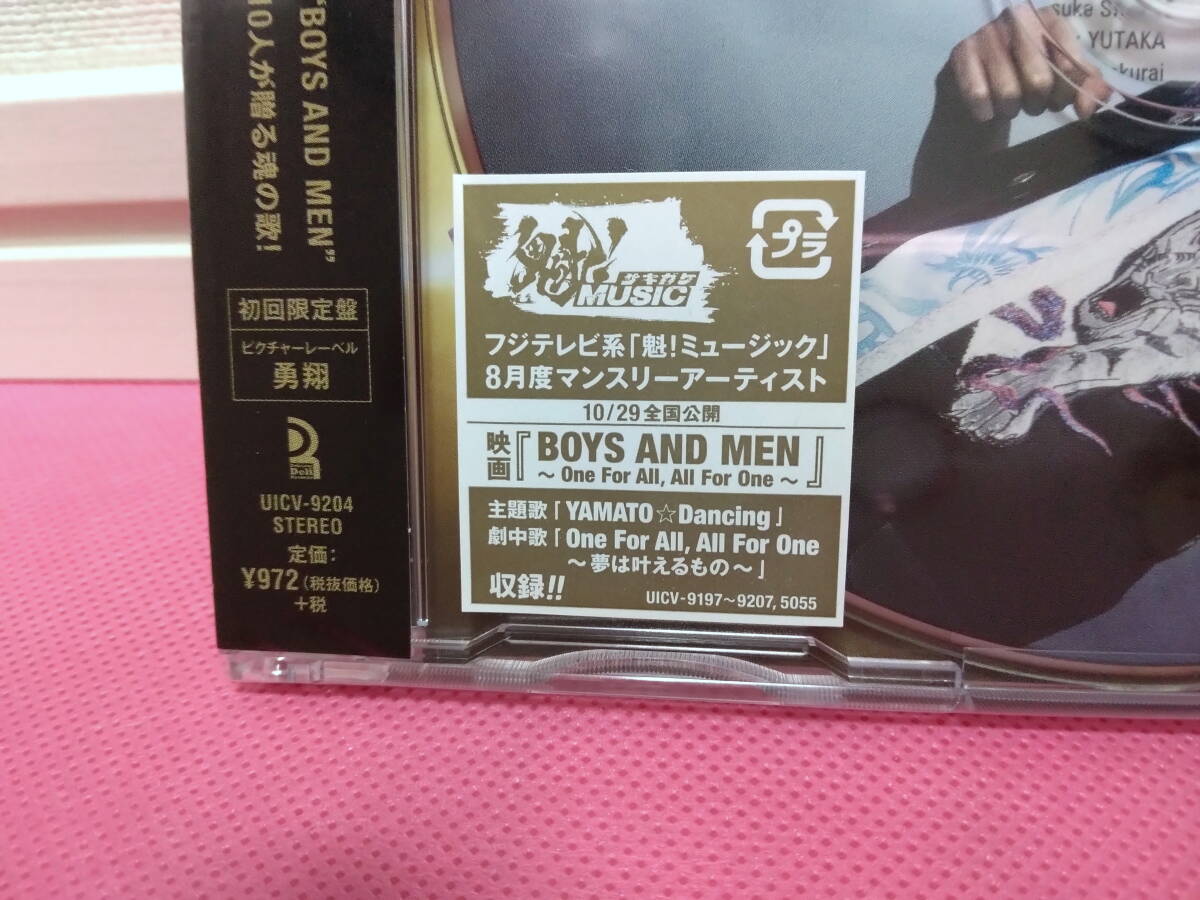 "BOYS AND MEN"
10人が贈る魂の歌!
初回限定盤
ピクチャーレーベル
勇翔
Deli
UICV-9204
STEREO
定価:
¥972(税抜価格)
+税
魁!
サキガケ
MUSIC
プラ
フジテレビ系「魁!ミュージック」
8月度マンスリーアーティスト
10/29全国公開
映画『BOYS AND MEN
~One For All, All For One~』
主題歌「YAMATO☆Dancing」
劇中歌「One For All, All For One
~夢は叶えるもの~」
収録!!
UICV-9197~9207, 5055
YUTAKA